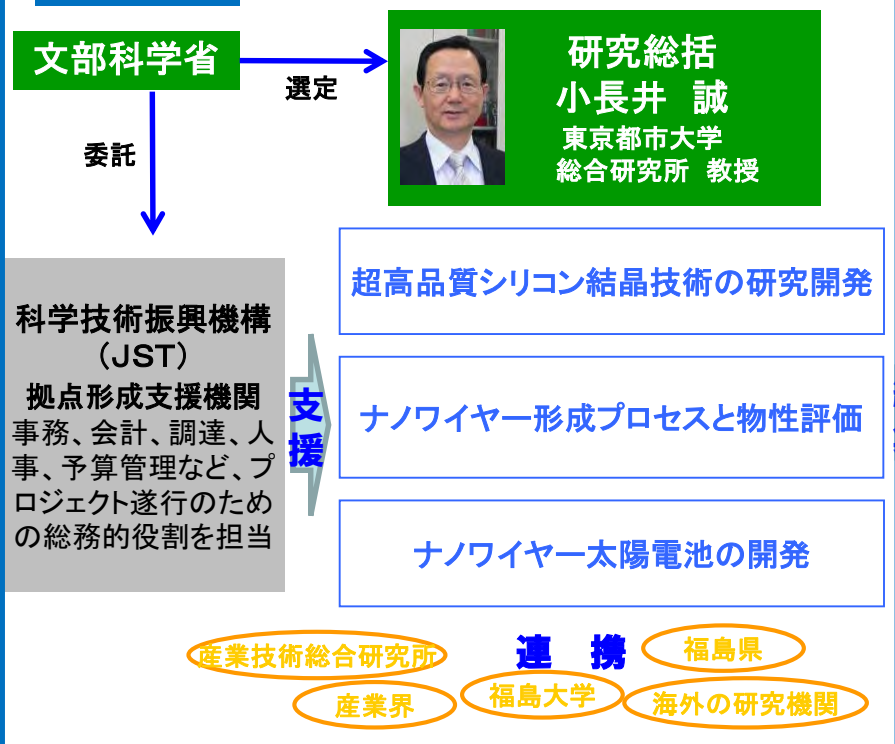 文部科学省
選定
委託
研究総括
小長井 誠
東京都市大学
総合研究所 教授
科学技術振興機構
（JST）
拠点形成支援機関
事務、会計、調達、人
事、予算管理など、プ
ロジェクト遂行のため
の総務的役割を担当
支援
超高品質シリコン結晶技術の研究開発
ナノワイヤー形成プロセスと物性評価
ナノワイヤー太陽電池の開発
連 携
産業技術総合研究所
福島県
産業界
福島大学
海外の研究機関